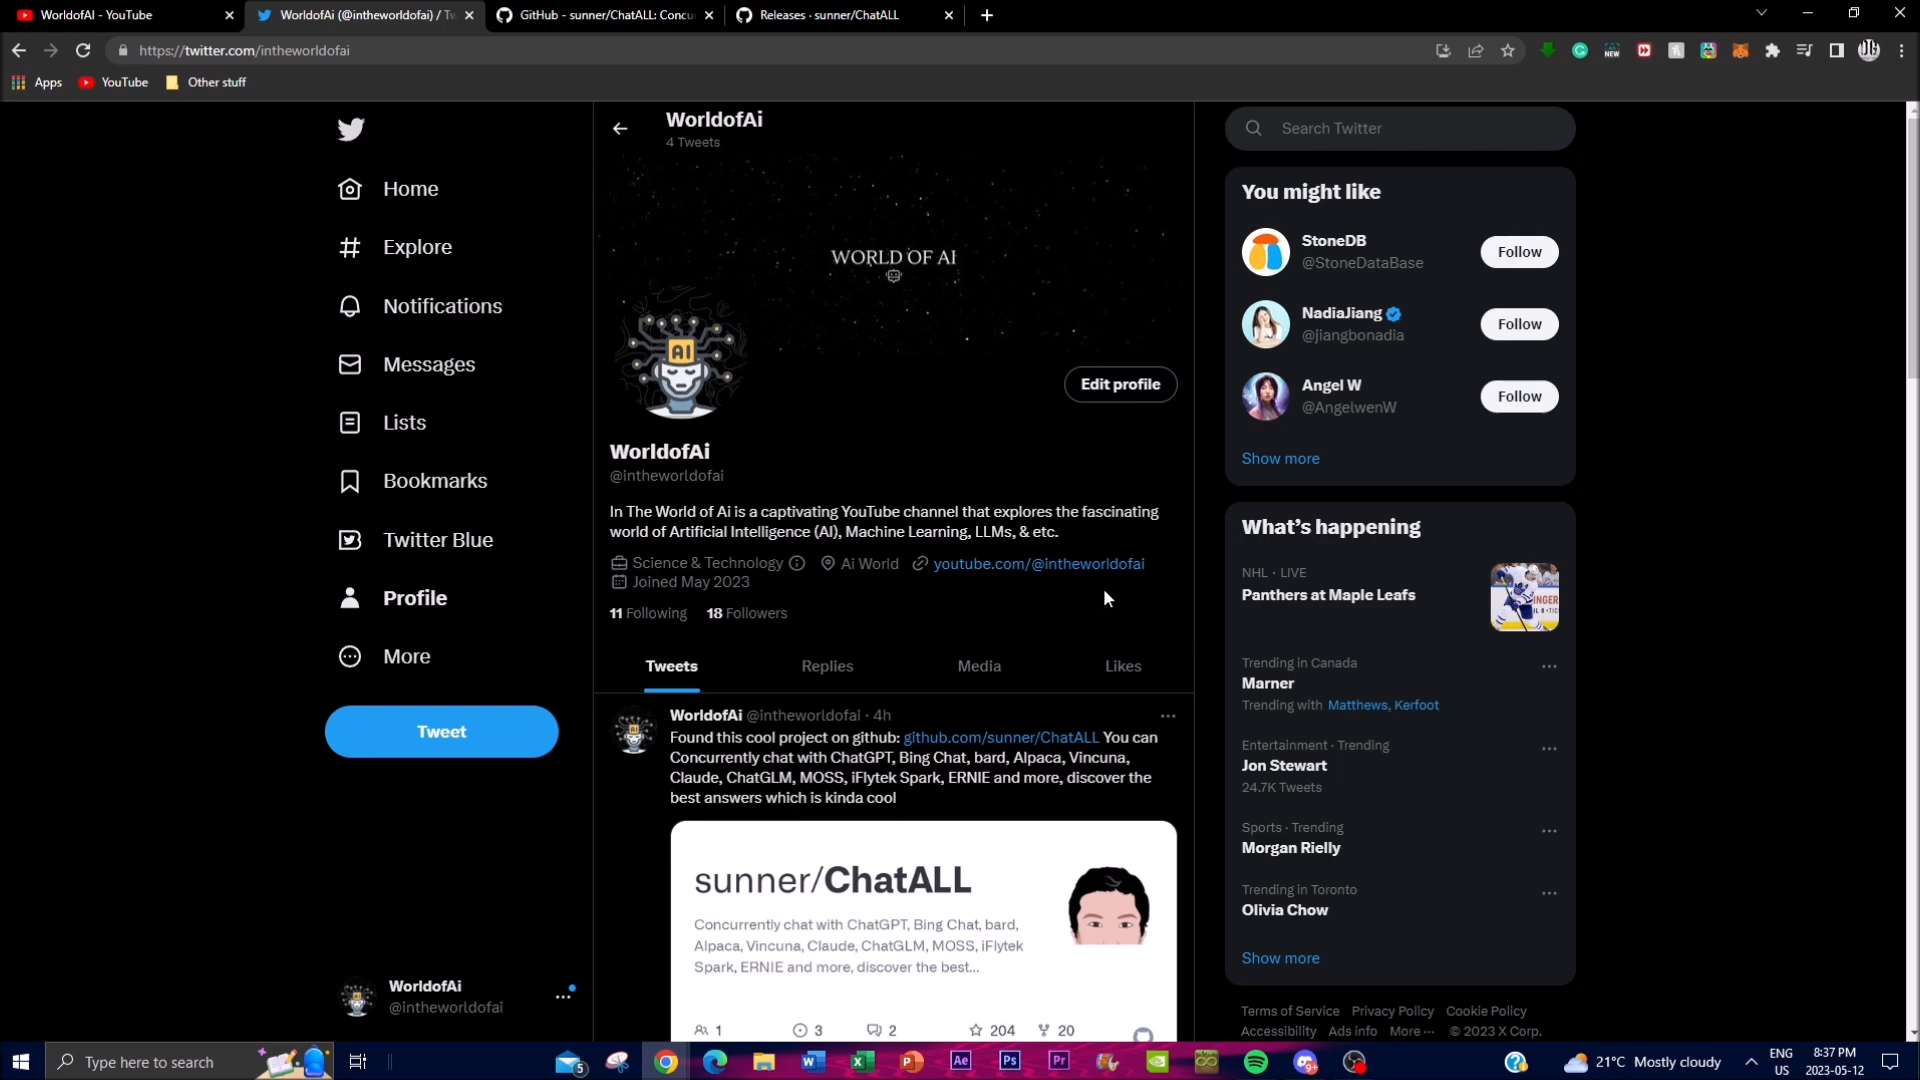 WorldofAI - YouTube
WorldofAi (@intheworldofai) / Tw
GitHub - sunner/ChatALL: Concu
Releases · sunner/ChatALL
https://twitter.com/intheworldofai
NEW
Apps
YouTube
Other stuff
WorldofAi
4 Tweets
Search Twitter
Home
Explore
Notifications
Messages
Lists
Bookmarks
Twitter Blue
Profile
More
Tweet
WorldofAi
@intheworldofai
WORLD OF AI
AI
Edit profile
WorldofAi
@intheworldofai
In The World of Ai is a captivating YouTube channel that explores the fascinating
world of Artificial Intelligence (AI), Machine Learning, LLMs, & etc.
Science & Technology Ai World youtube.com/@intheworldofai
Joined May 2023
11 Following 18 Followers
Tweets Replies Media Likes
WorldofAi @intheworldofai · 4h
Found this cool project on github: github.com/sunner/ChatALL You can
Concurrently chat with ChatGPT, Bing Chat, bard, Alpaca, Vincuna,
Claude, ChatGLM, MOSS, iFlytek Spark, ERNIE and more, discover the
best answers which is kinda cool
sunner/ChatALL
Concurrently chat with ChatGPT, Bing Chat, bard,
Alpaca, Vincuna, Claude, ChatGLM, MOSS, iFlytek
Spark, ERNIE and more, discover the best...
1 3 2 204 20
You might like
StoneDB
@StoneDataBase
Follow
NadiaJiang
@jiangbonadia
Follow
Angel W
@AngelwenW
Follow
Show more
What's happening
NHL · LIVE
Panthers at Maple Leafs
Trending in Canada
Marner
Trending with Matthews, Kerfoot
Entertainment · Trending
Jon Stewart
24.7K Tweets
Sports · Trending
Morgan Rielly
Trending in Toronto
Olivia Chow
Show more
Terms of Service Privacy Policy Cookie Policy
Accessibility Ads info More ··· © 2023 X Corp.
Type here to search
5
Ae
Ps
Pr
9+
21°C Mostly cloudy
ENG
US
8:37 PM
2023-05-12